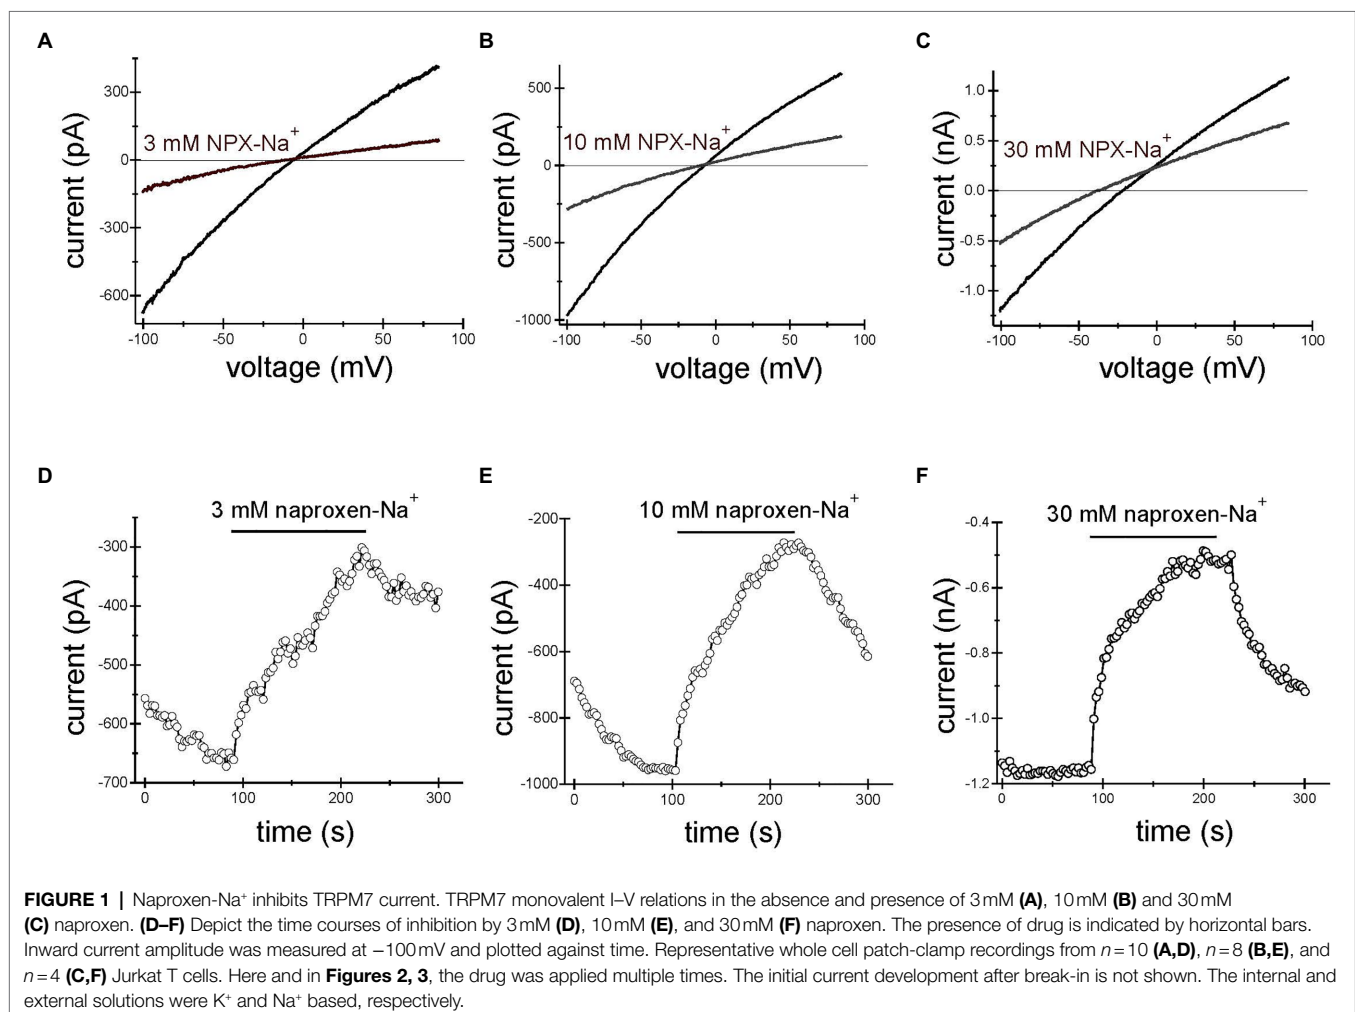 A
B
C
300
0
-300
-600
current (pA)
3 mM NPX-Na+
-100
-50
0
50
100
voltage (mV)
500
0
-500
-1000
current (pA)
10 mM NPX-Na+
-100
-50
0
50
100
voltage (mV)
1.0
0.5
0.0
-0.5
-1.0
current (nA)
30 mM NPX-Na+
-100
-50
0
50
100
voltage (mV)
D
E
F
3 mM naproxen-Na+
-300
-400
-500
-600
-700
current (pA)
0
100
200
300
time (s)
10 mM naproxen-Na+
-200
-400
-600
-800
-1000
current (pA)
0
100
200
300
time (s)
30 mM naproxen-Na+
-0.4
-0.6
-0.8
-1.0
-1.2
current (nA)
0
100
200
300
time (s)
FIGURE 1 | Naproxen-Na⁺ inhibits TRPM7 current. TRPM7 monovalent I–V relations in the absence and presence of 3 mM (A), 10 mM (B) and 30 mM
(C) naproxen. (D–F) Depict the time courses of inhibition by 3 mM (D), 10 mM (E), and 30 mM (F) naproxen. The presence of drug is indicated by horizontal bars.
Inward current amplitude was measured at −100 mV and plotted against time. Representative whole cell patch-clamp recordings from n = 10 (A,D), n = 8 (B,E), and
n = 4 (C,F) Jurkat T cells. Here and in Figures 2, 3, the drug was applied multiple times. The initial current development after break-in is not shown. The internal and
external solutions were K⁺ and Na⁺ based, respectively.